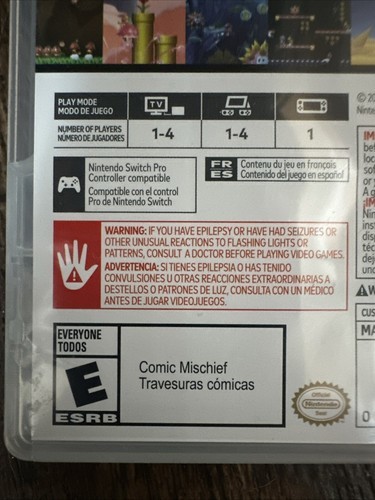 PLAY MODE
MODO DE JUEGO
TV
NUMBER OF PLAYERS
NÚMERO DE JUGADORES
1-4
1-4
1
Nintendo Switch Pro
Controller compatible
Compatible con el control
Pro de Nintendo Switch
FR
ES
Contenu du jeu en français
Contenido del juego en español
WARNING: IF YOU HAVE EPILEPSY OR HAVE HAD SEIZURES OR
OTHER UNUSUAL REACTIONS TO FLASHING LIGHTS OR
PATTERNS, CONSULT A DOCTOR BEFORE PLAYING VIDEO GAMES.
ADVERTENCIA: SI TIENES EPILEPSIA O HAS TENIDO
CONVULSIONES U OTRAS REACCIONES EXTRAORDINARIAS A
DESTELLOS O PATRONES DE LUZ, CONSULTA CON UN MÉDICO
ANTES DE JUGAR VIDEOJUEGOS.
EVERYONE
TODOS
E
ESRB
Comic Mischief
Travesuras cómicas
Official
Nintendo
Seal